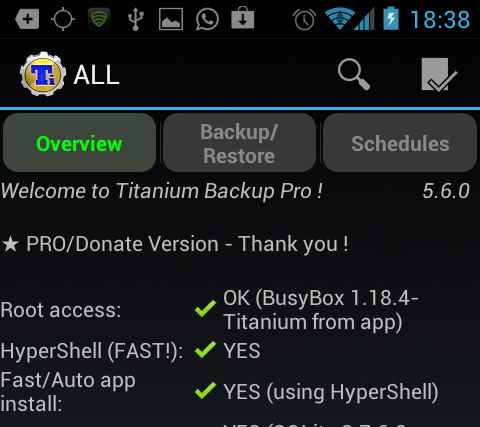 18:38
Ti
ALL
Overview
Backup/
Restore
Schedules
Welcome to Titanium Backup Pro !
5.6.0
★ PRO/Donate Version - Thank you !
Root access:
OK (BusyBox 1.18.4-
Titanium from app)
HyperShell (FAST!):
YES
Fast/Auto app
install:
YES (using HyperShell)